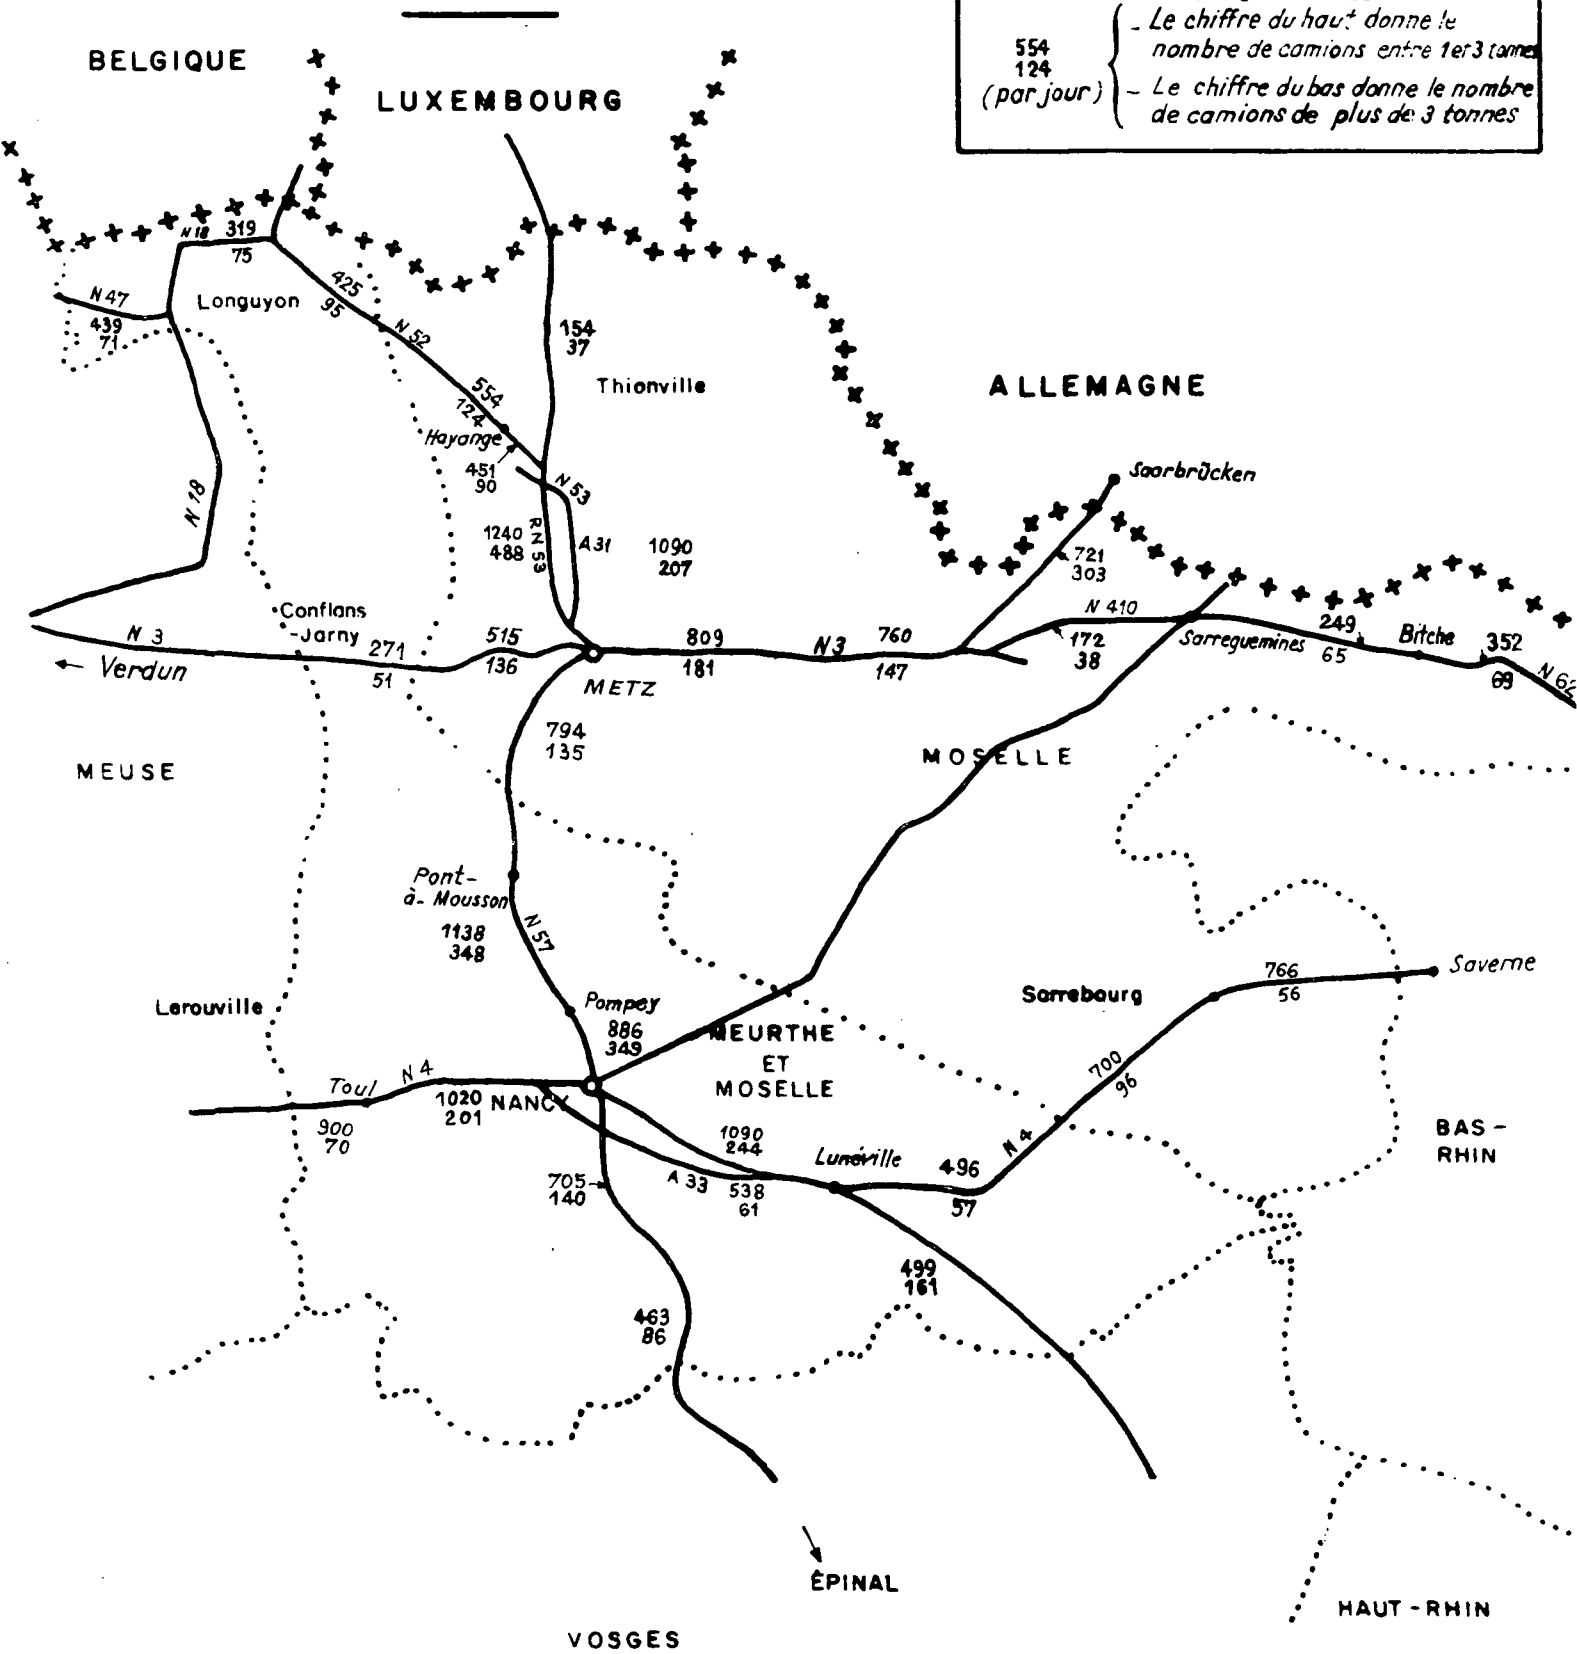 BELGIQUE
LUXEMBOURG
554
124
(par jour)
- Le chiffre du haut donne le
nombre de camions entre 1 et 3 tonnes
- Le chiffre du bas donne le nombre
de camions de plus de 3 tonnes
N 18
319
75
425
95
N 47
439
71
Longuyon
N 52
154
37
Thionville
ALLEMAGNE
554
124
Hayange
451
90
N 53
Saarbrücken
N 18
1240
488
RN 53
A 31
1090
207
721
303
Conflans
-Jarny
N 3
271
51
515
136
809
181
N 3
760
147
N 410
172
38
Sarreguemines
249
65
Bitche
352
69
N 62
← Verdun
METZ
794
135
MEUSE
MOSELLE
Pont-
à-Mousson
1138
348
N 57
Lerouville
Pompey
886
349
MEURTHE
ET
MOSELLE
Sarrebourg
766
56
Saverne
Toul
N 4
1020
201
NANCY
900
70
700
96
1090
244
Lunéville
496
57
N 4
BAS-
RHIN
705
140
A 33
538
61
499
161
463
86
ÉPINAL
HAUT-RHIN
VOSGES